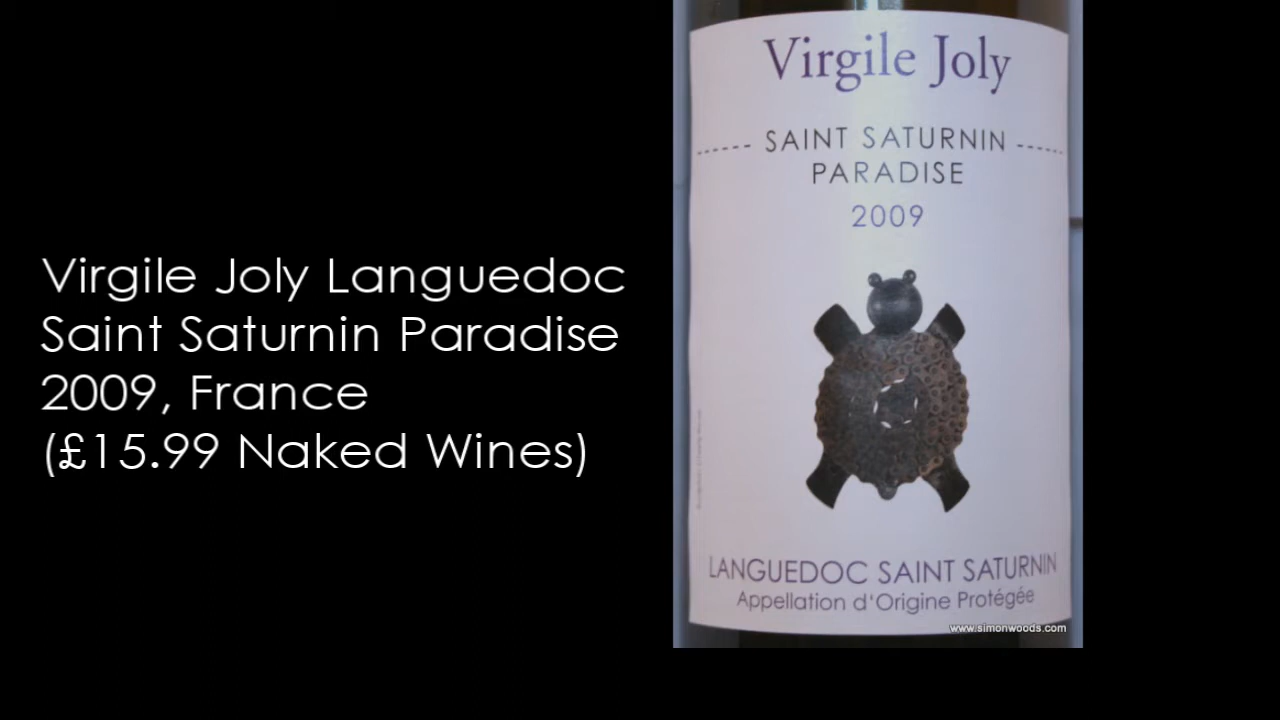 Virgile Joly Languedoc
Saint Saturnin Paradise
2009, France
(£15.99 Naked Wines)
Virgile Joly
SAINT SATURNIN
PARADISE
2009
LANGUEDOC SAINT SATURNIN
Appellation d'Origine Protégée
www.simonwoods.com